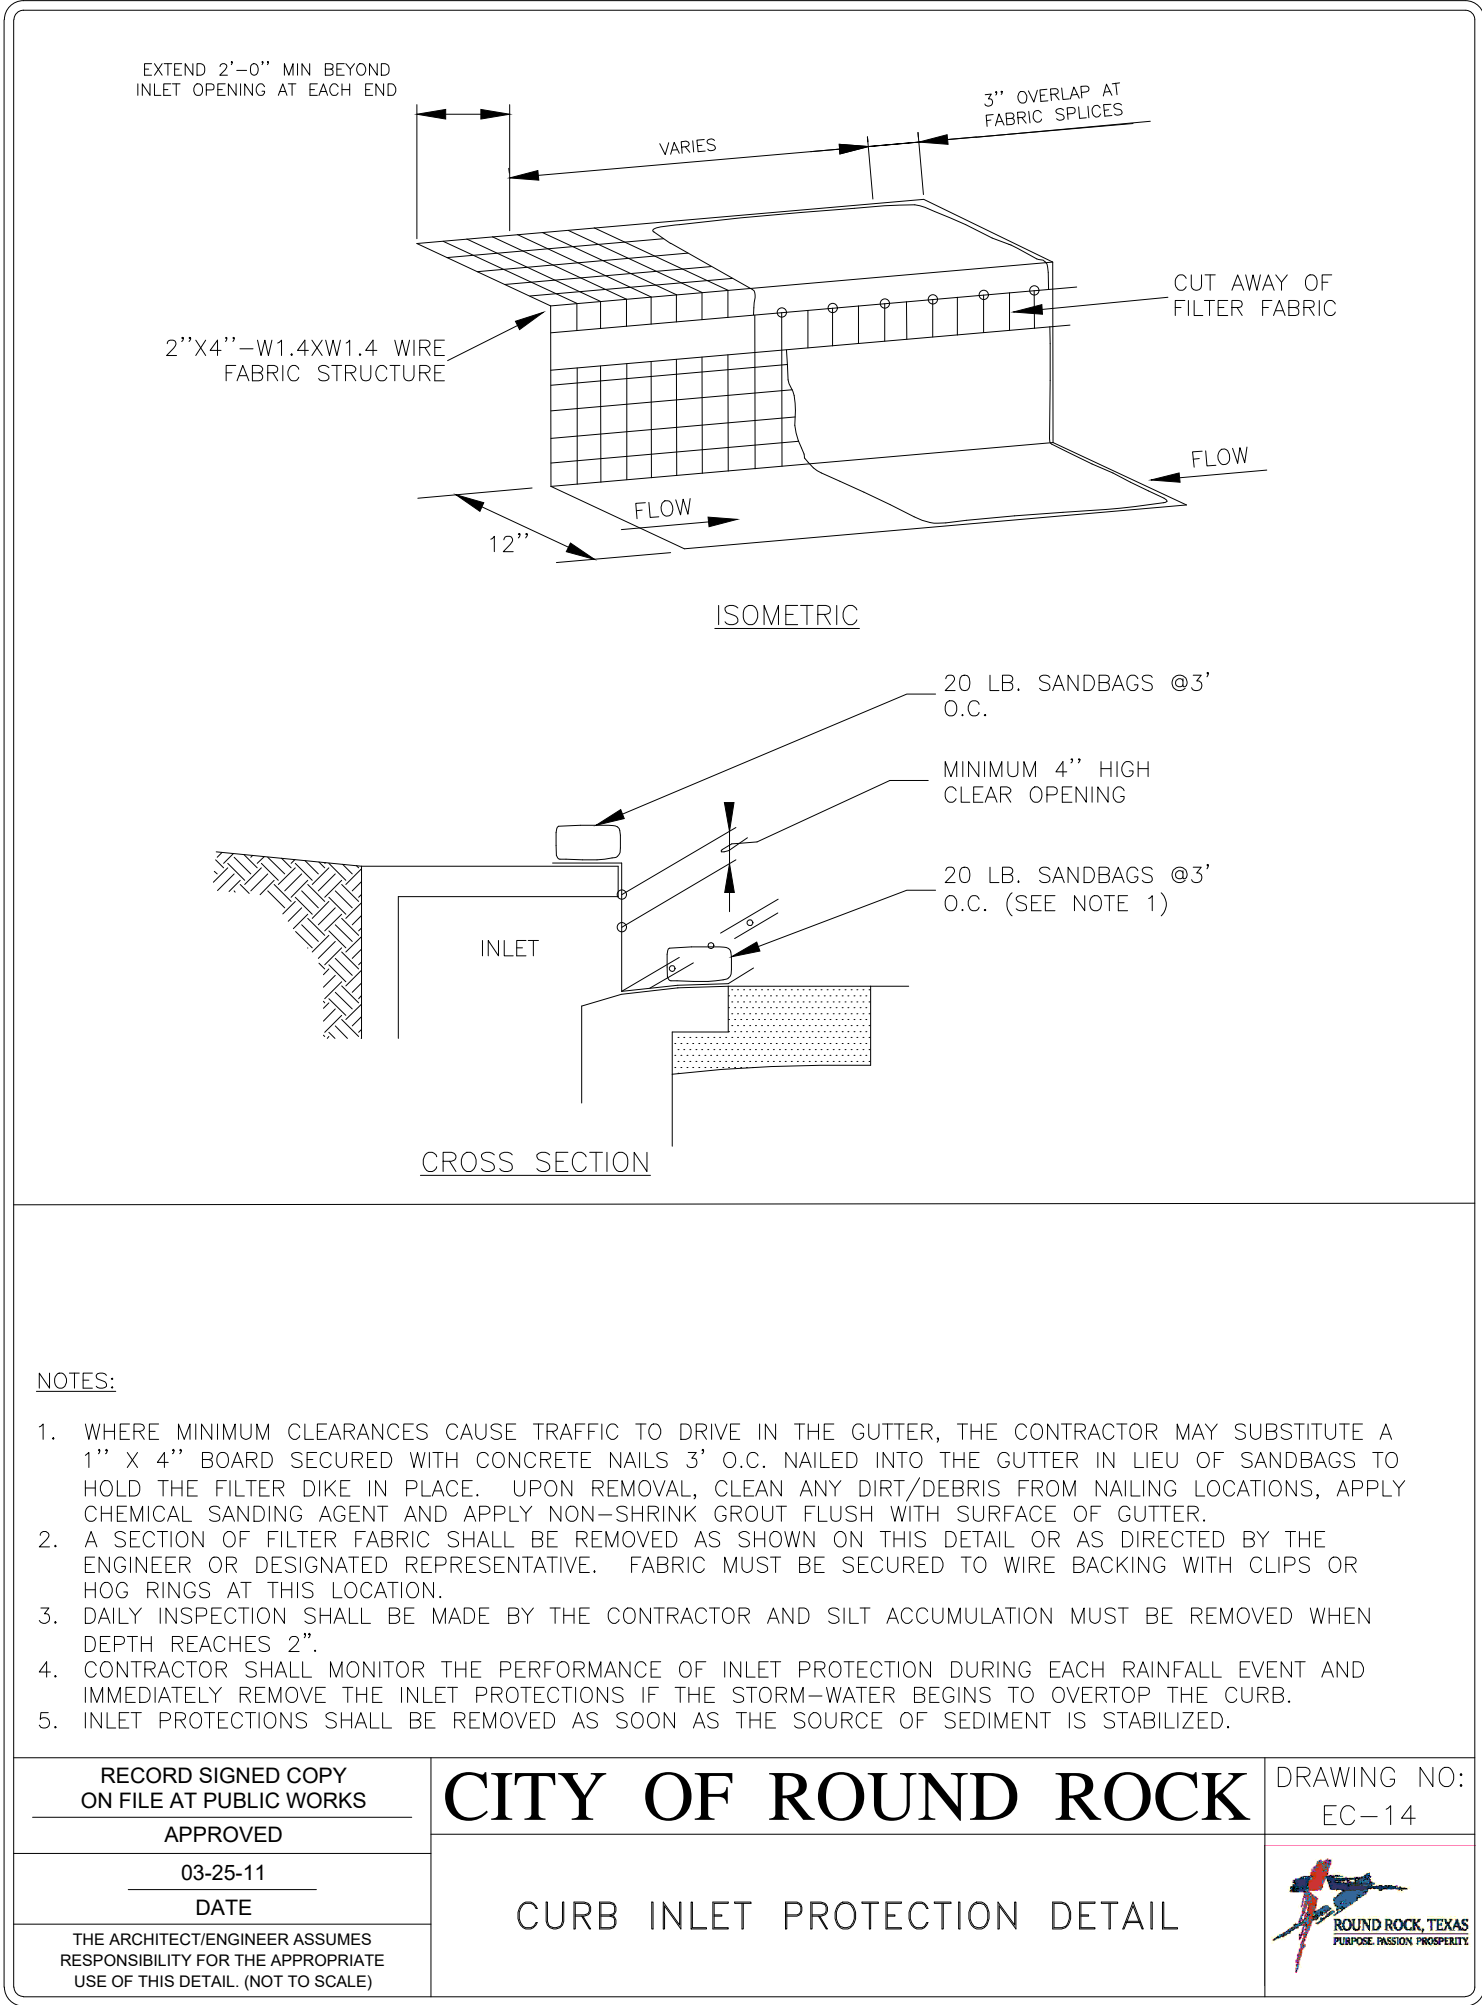 EXTEND 2'-0'' MIN BEYOND
INLET OPENING AT EACH END
3'' OVERLAP AT
FABRIC SPLICES
VARIES
CUT AWAY OF
FILTER FABRIC
2''X4''-W1.4XW1.4 WIRE
FABRIC STRUCTURE
FLOW
FLOW
12''
ISOMETRIC
20 LB. SANDBAGS @3'
O.C.
MINIMUM 4'' HIGH
CLEAR OPENING
20 LB. SANDBAGS @3'
O.C. (SEE NOTE 1)
INLET
CROSS SECTION
NOTES:
1. WHERE MINIMUM CLEARANCES CAUSE TRAFFIC TO DRIVE IN THE GUTTER, THE CONTRACTOR MAY SUBSTITUTE A
1'' X 4'' BOARD SECURED WITH CONCRETE NAILS 3' O.C. NAILED INTO THE GUTTER IN LIEU OF SANDBAGS TO
HOLD THE FILTER DIKE IN PLACE. UPON REMOVAL, CLEAN ANY DIRT/DEBRIS FROM NAILING LOCATIONS, APPLY
CHEMICAL SANDING AGENT AND APPLY NON-SHRINK GROUT FLUSH WITH SURFACE OF GUTTER.
2. A SECTION OF FILTER FABRIC SHALL BE REMOVED AS SHOWN ON THIS DETAIL OR AS DIRECTED BY THE
ENGINEER OR DESIGNATED REPRESENTATIVE. FABRIC MUST BE SECURED TO WIRE BACKING WITH CLIPS OR
HOG RINGS AT THIS LOCATION.
3. DAILY INSPECTION SHALL BE MADE BY THE CONTRACTOR AND SILT ACCUMULATION MUST BE REMOVED WHEN
DEPTH REACHES 2".
4. CONTRACTOR SHALL MONITOR THE PERFORMANCE OF INLET PROTECTION DURING EACH RAINFALL EVENT AND
IMMEDIATELY REMOVE THE INLET PROTECTIONS IF THE STORM-WATER BEGINS TO OVERTOP THE CURB.
5. INLET PROTECTIONS SHALL BE REMOVED AS SOON AS THE SOURCE OF SEDIMENT IS STABILIZED.
RECORD SIGNED COPY
ON FILE AT PUBLIC WORKS
APPROVED
03-25-11
DATE
THE ARCHITECT/ENGINEER ASSUMES
RESPONSIBILITY FOR THE APPROPRIATE
USE OF THIS DETAIL. (NOT TO SCALE)
CITY OF ROUND ROCK
CURB INLET PROTECTION DETAIL
DRAWING NO:
EC-14
ROUND ROCK, TEXAS
PURPOSE. PASSION. PROSPERITY.